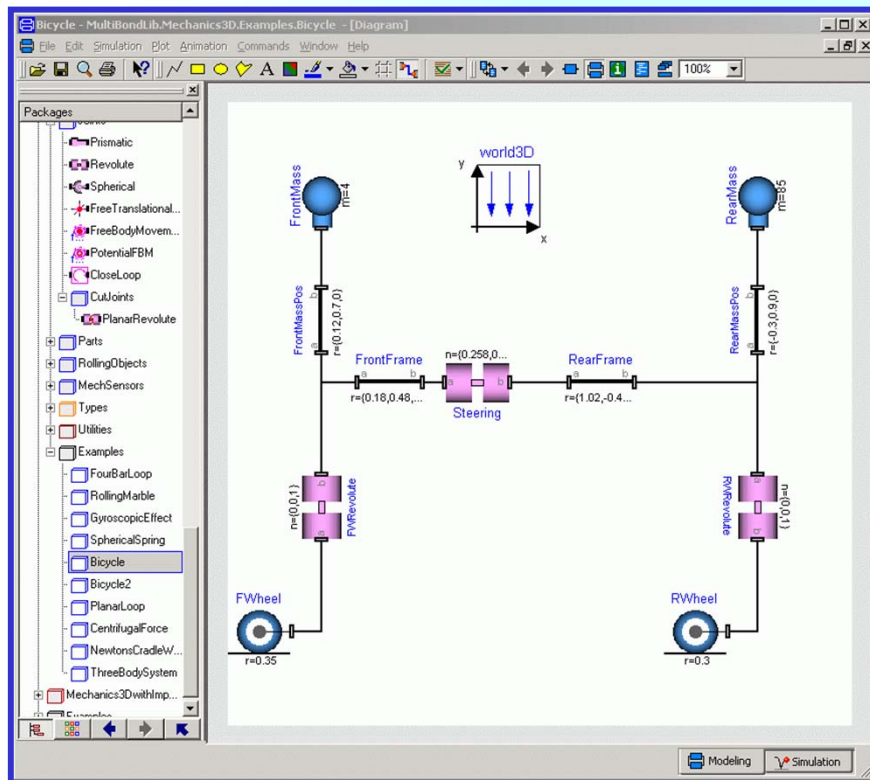 Bicycle - MultiBondLib.Mechanics3D.Examples.Bicycle - [Diagram]
File Edit Simulation Plot Animation Commands Window Help
100%
Packages
Prismatic
Revolute
Spherical
FreeTranslational...
FreeBodyMovem...
PotentialFBM
CloseLoop
CutJoints
PlanarRevolute
Parts
RollingObjects
MechSensors
Types
Utilities
Examples
FourBarLoop
RollingMarble
GyroscopicEffect
SphericalSpring
Bicycle
Bicycle2
PlanarLoop
CentrifugalForce
NewtonsCradleW...
ThreeBodySystem
Mechanics3DwithImp...
world3D
y
x
FrontMass
m=4
RearMass
m=85
FrontMassPos
b
a
r={0.12,0.7,0}
RearMassPos
b
a
r={-0.3,0.9,0}
FrontFrame
a b
r={0.18,0.48,...
n={0.258,0...
a b
Steering
RearFrame
a b
r={1.02,-0.4...
n={0,0,1}
b
a
FWRevolute
RWRevolute
a
b
n={0,0,1}
FWheel
r=0.35
RWheel
r=0.3
Modeling
Simulation